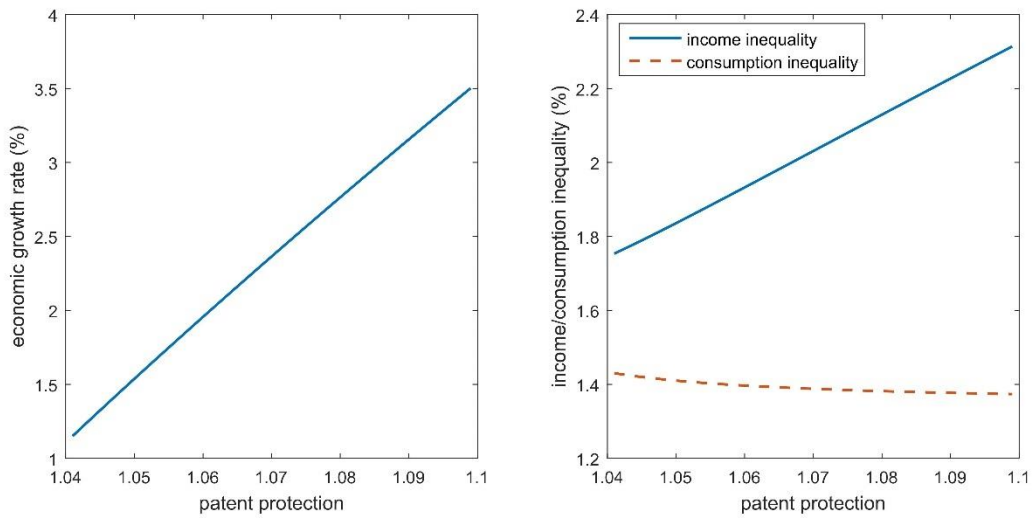 economic growth rate (%)
4
3.5
3
2.5
2
1.5
1
1.04 1.05 1.06 1.07 1.08 1.09 1.1
patent protection
income/consumption inequality (%)
2.4
2.2
2
1.8
1.6
1.4
1.2
income inequality
consumption inequality
1.04 1.05 1.06 1.07 1.08 1.09 1.1
patent protection